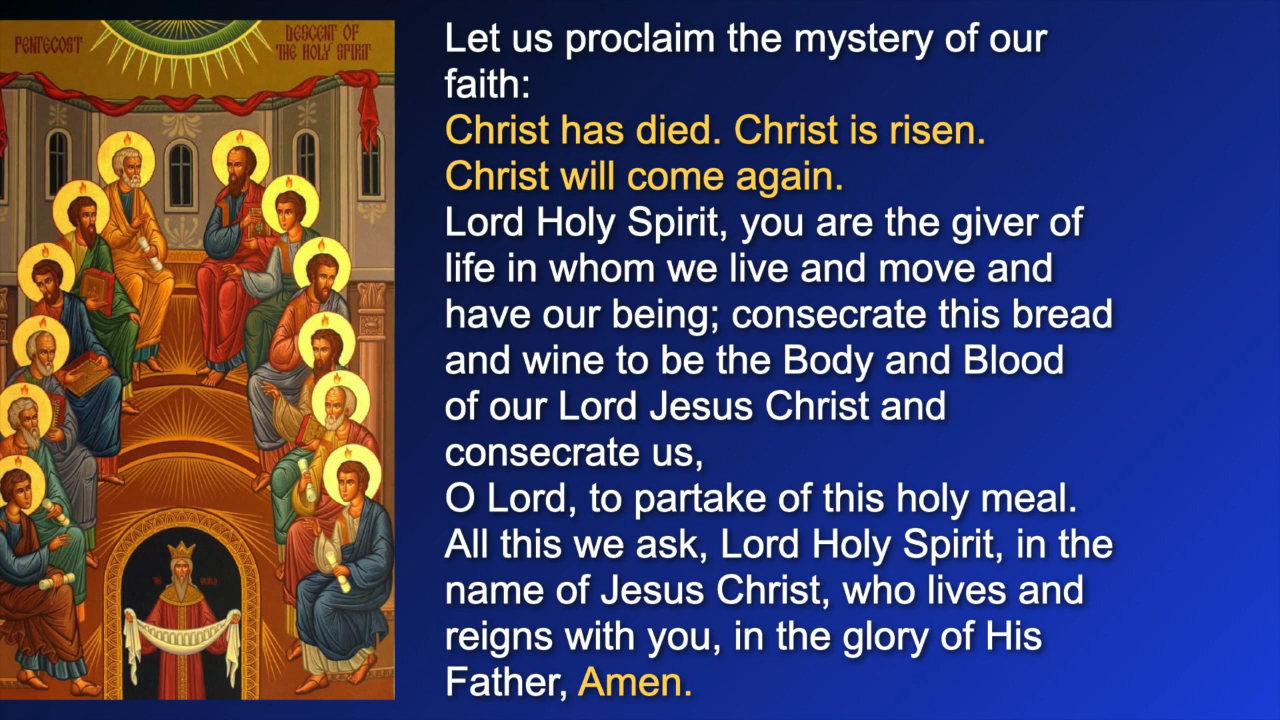 PENTECOST
DESCENT OF
THE HOLY SPIRIT
Let us proclaim the mystery of our
faith:
Christ has died. Christ is risen.
Christ will come again.
Lord Holy Spirit, you are the giver of
life in whom we live and move and
have our being; consecrate this bread
and wine to be the Body and Blood
of our Lord Jesus Christ and
consecrate us,
O Lord, to partake of this holy meal.
All this we ask, Lord Holy Spirit, in the
name of Jesus Christ, who lives and
reigns with you, in the glory of His
Father, Amen.